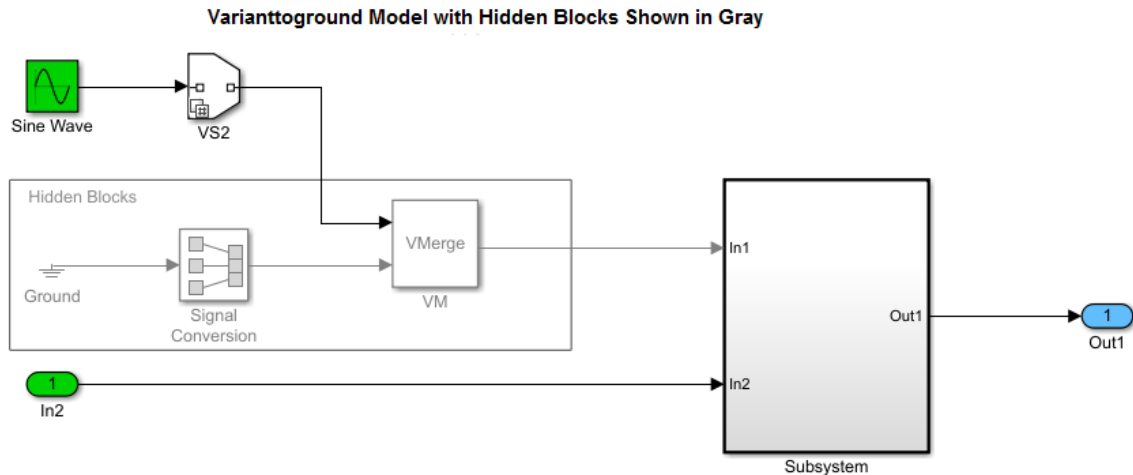 Varianttoground Model with Hidden Blocks Shown in Gray
Sine Wave
VS2
Hidden Blocks
Ground
Signal
Conversion
VMerge
VM
In1
In2
Out1
Subsystem
1
Out1
1
In2